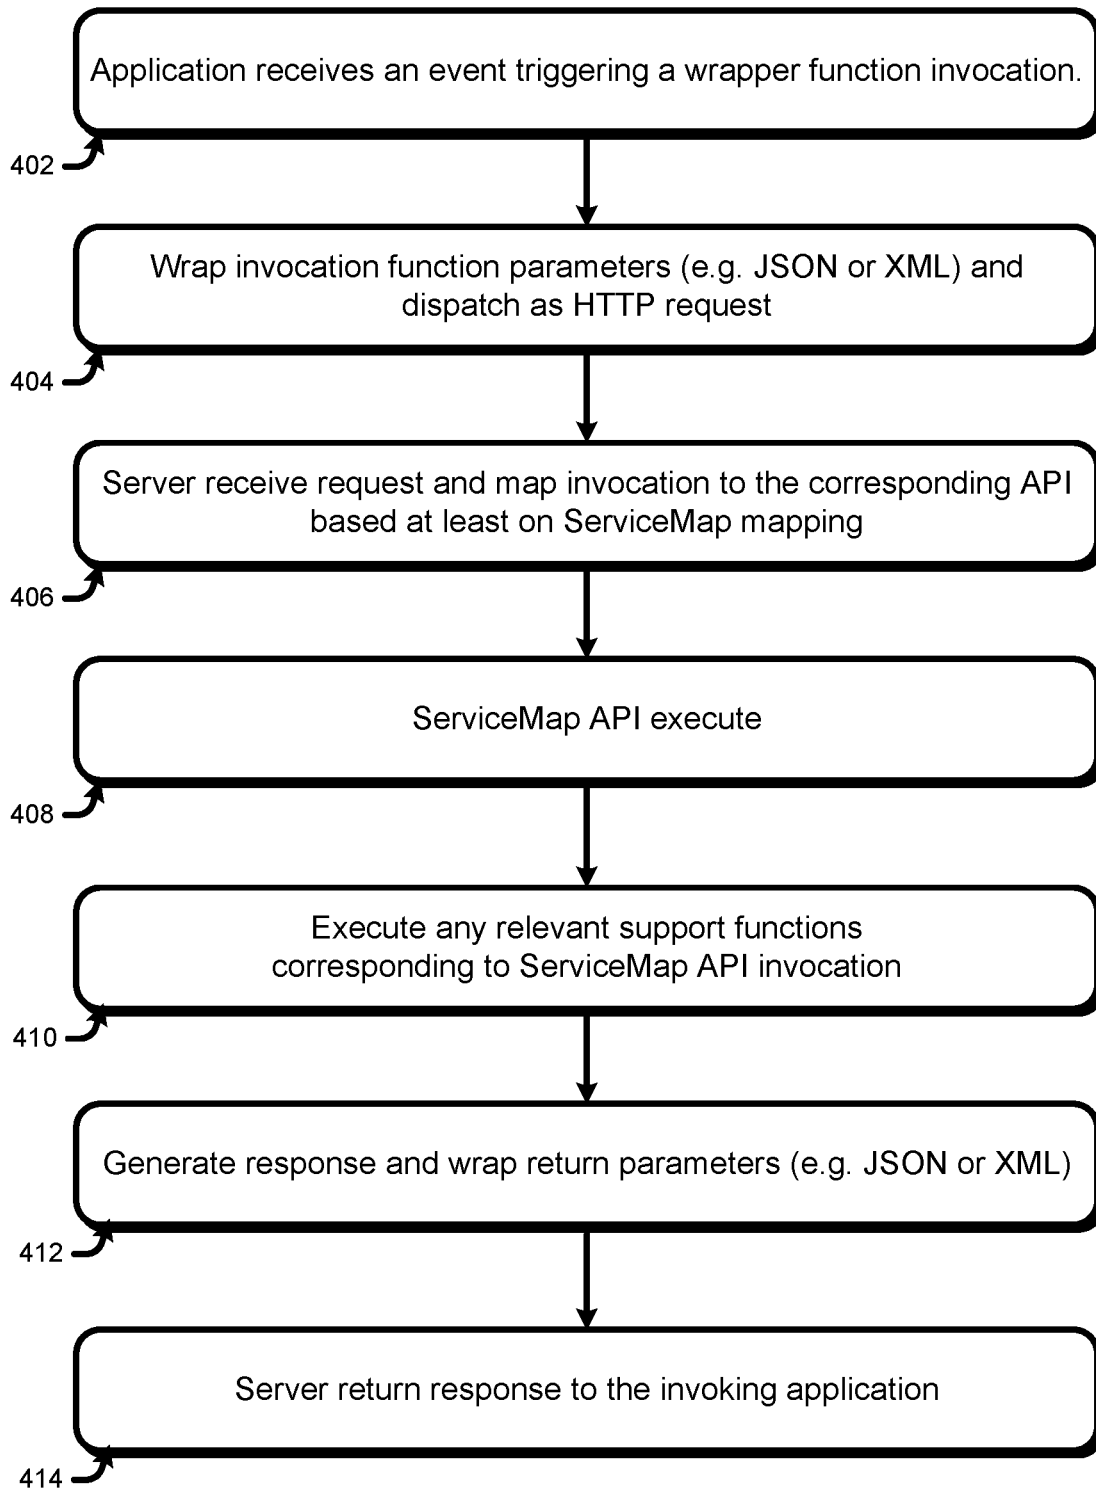 Application receives an event triggering a wrapper function invocation.
402
Wrap invocation function parameters (e.g. JSON or XML) and
dispatch as HTTP request
404
Server receive request and map invocation to the corresponding API
based at least on ServiceMap mapping
406
ServiceMap API execute
408
Execute any relevant support functions
corresponding to ServiceMap API invocation
410
Generate response and wrap return parameters (e.g. JSON or XML)
412
Server return response to the invoking application
414